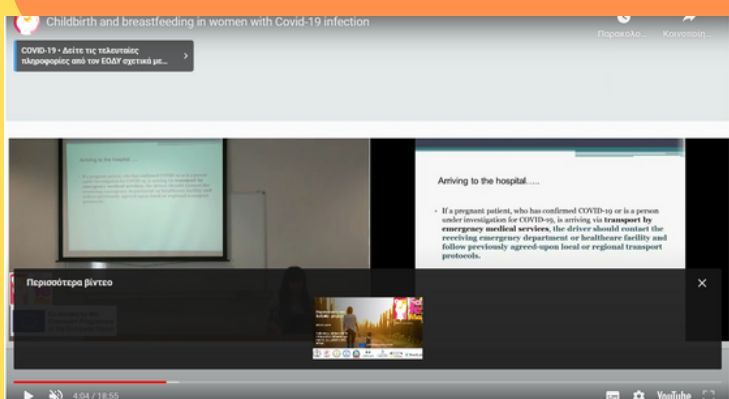 Childbirth and breastfeeding in women with Covid-19 infection
Παρακολο...
Κοινοποίη...
COVID-19 • Δείτε τις τελευταίες
πληροφορίες από τον ΕΟΔΥ σχετικά με...
Arriving to the hospital.....
Arriving to the hospital.....
• If a pregnant patient, who has confirmed COVID-19 or is a person
under investigation for COVID-19, is arriving via transport by
emergency medical services, the driver should contact the
receiving emergency department or healthcare facility and
follow previously agreed-upon local or regional transport
protocols.
Περισσότερα βίντεο
4:04 / 18:55
YouTube